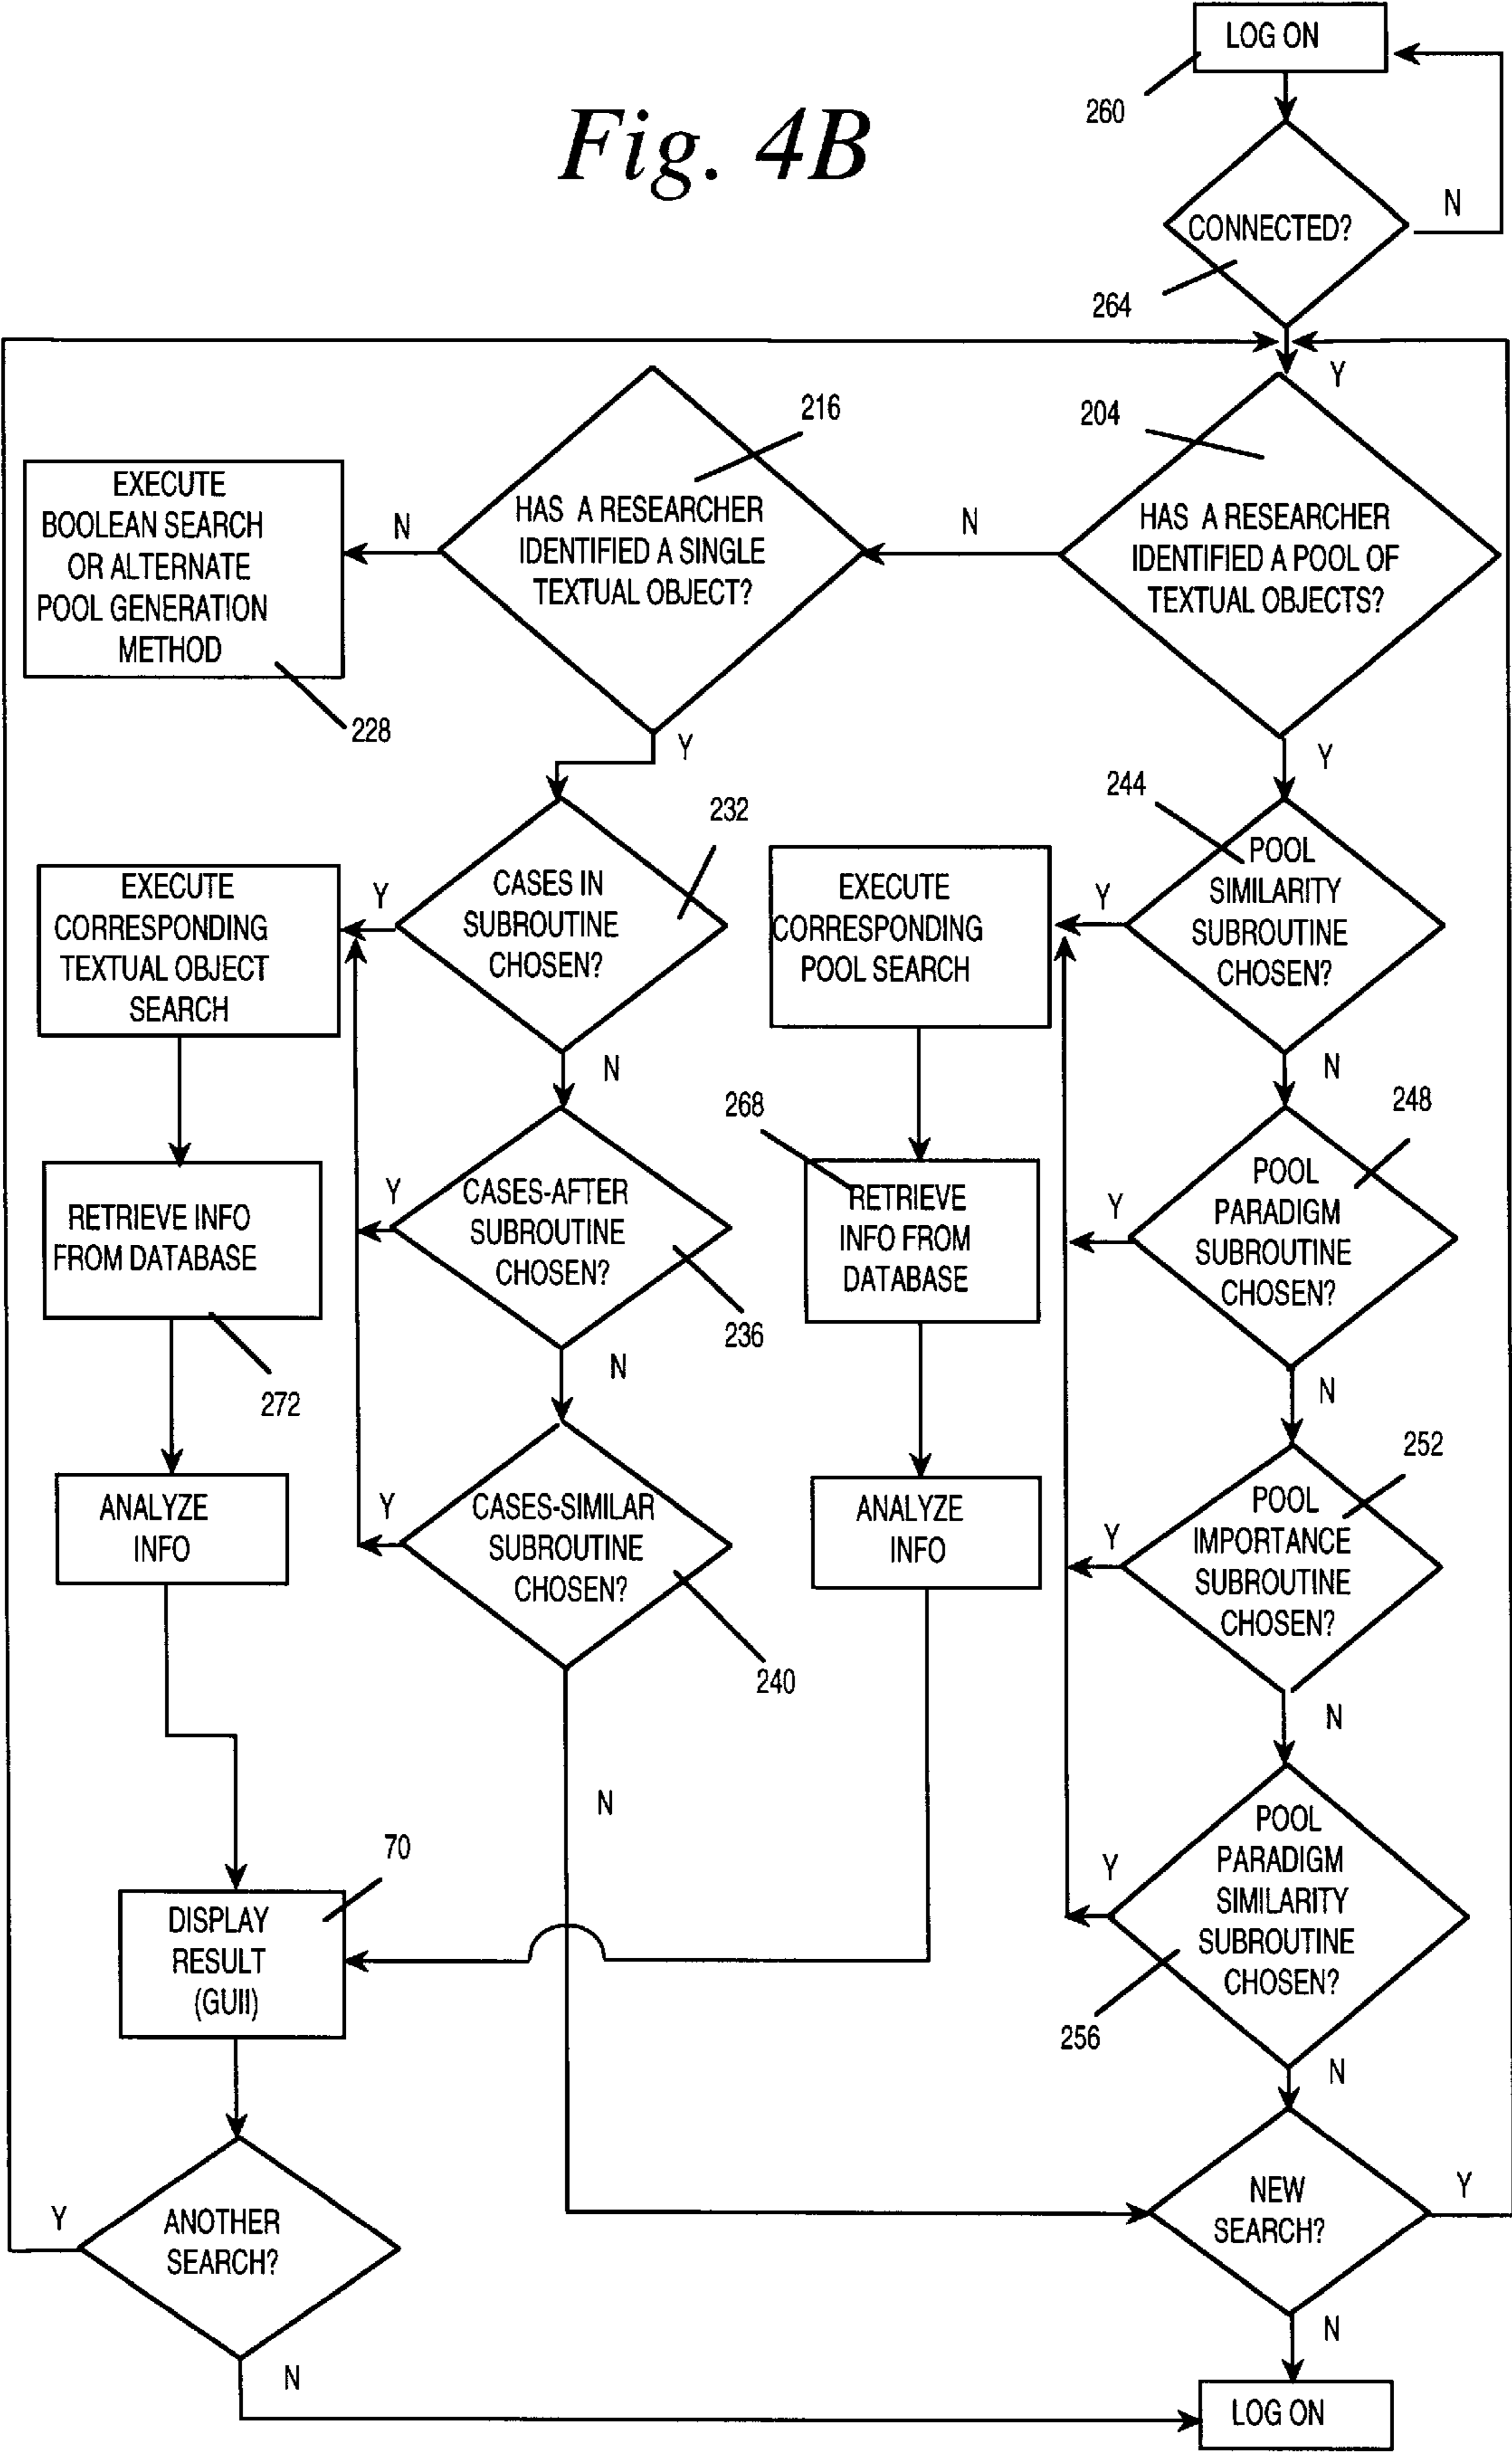 LOG ON
260
Fig. 4B
CONNECTED?
N
264
Y
216
204
EXECUTE
BOOLEAN SEARCH
OR ALTERNATE
POOL GENERATION
METHOD
228
N
HAS A RESEARCHER
IDENTIFIED A SINGLE
TEXTUAL OBJECT?
N
HAS A RESEARCHER
IDENTIFIED A POOL OF
TEXTUAL OBJECTS?
Y
Y
232
244
EXECUTE
CORRESPONDING
TEXTUAL OBJECT
SEARCH
Y
CASES IN
SUBROUTINE
CHOSEN?
EXECUTE
CORRESPONDING
POOL SEARCH
Y
POOL
SIMILARITY
SUBROUTINE
CHOSEN?
N
N
268
248
RETRIEVE INFO
FROM DATABASE
272
Y
CASES-AFTER
SUBROUTINE
CHOSEN?
236
RETRIEVE
INFO FROM
DATABASE
Y
POOL
PARADIGM
SUBROUTINE
CHOSEN?
N
N
252
ANALYZE
INFO
Y
CASES-SIMILAR
SUBROUTINE
CHOSEN?
240
ANALYZE
INFO
Y
POOL
IMPORTANCE
SUBROUTINE
CHOSEN?
N
N
70
DISPLAY
RESULT
(GUII)
Y
POOL
PARADIGM
SIMILARITY
SUBROUTINE
CHOSEN?
256
N
Y
ANOTHER
SEARCH?
NEW
SEARCH?
Y
N
N
LOG ON